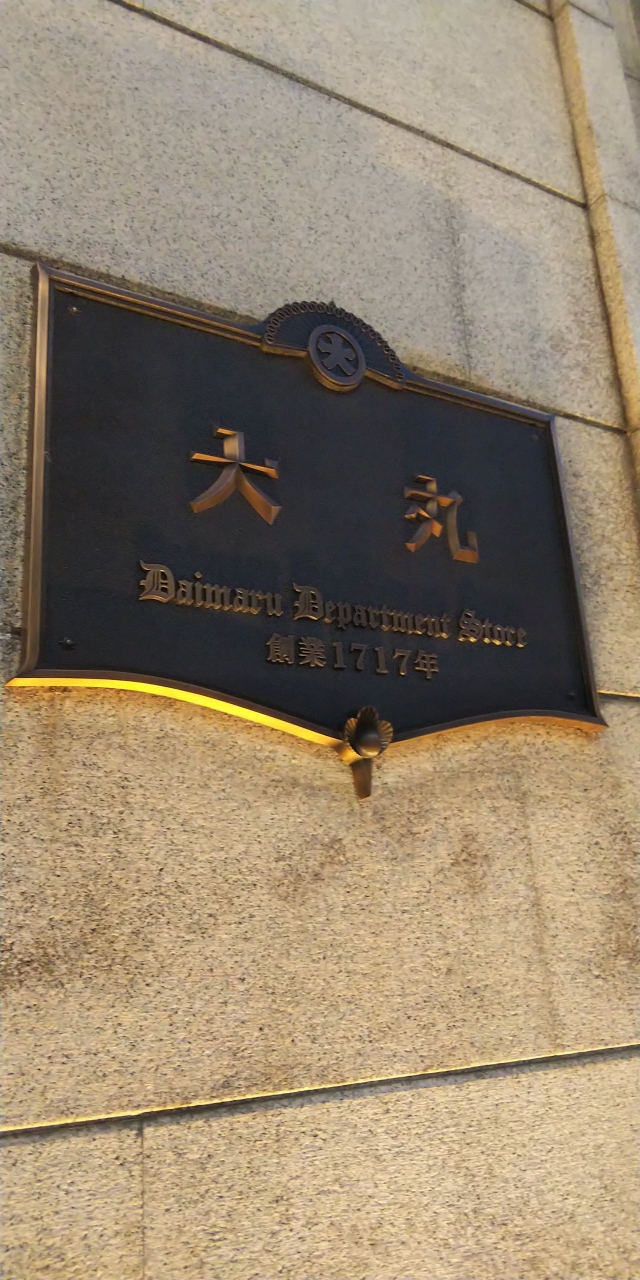 大丸
Daimaru Department Store
創業1717年